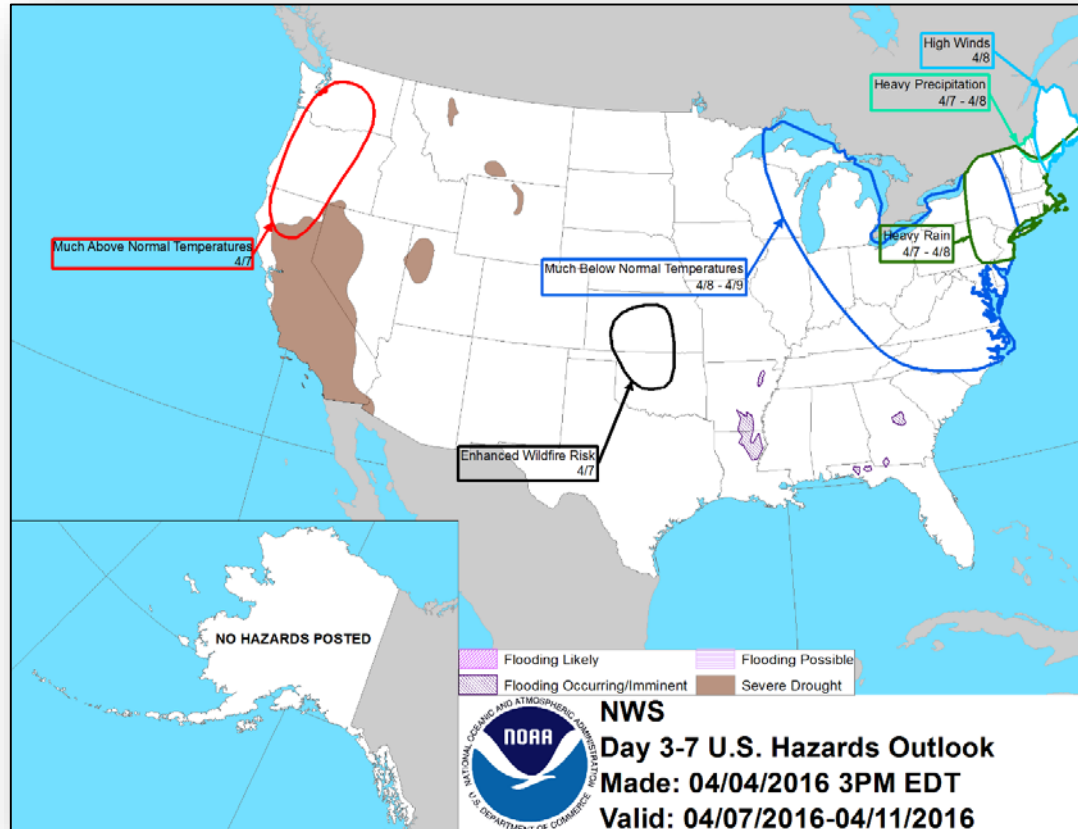 High Winds
4/8
Heavy Precipitation
4/7 - 4/8
Much Above Normal Temperatures
4/7
Heavy Rain
4/7 - 4/8
Much Below Normal Temperatures
4/8 - 4/9
Enhanced Wildfire Risk
4/7
NO HAZARDS POSTED
Flooding Likely
Flooding Possible
Flooding Occurring/Imminent
Severe Drought
NATIONAL OCEANIC AND ATMOSPHERIC ADMINISTRATION
NOAA
U.S. DEPARTMENT OF COMMERCE
NWS
Day 3-7 U.S. Hazards Outlook
Made: 04/04/2016 3PM EDT
Valid: 04/07/2016-04/11/2016